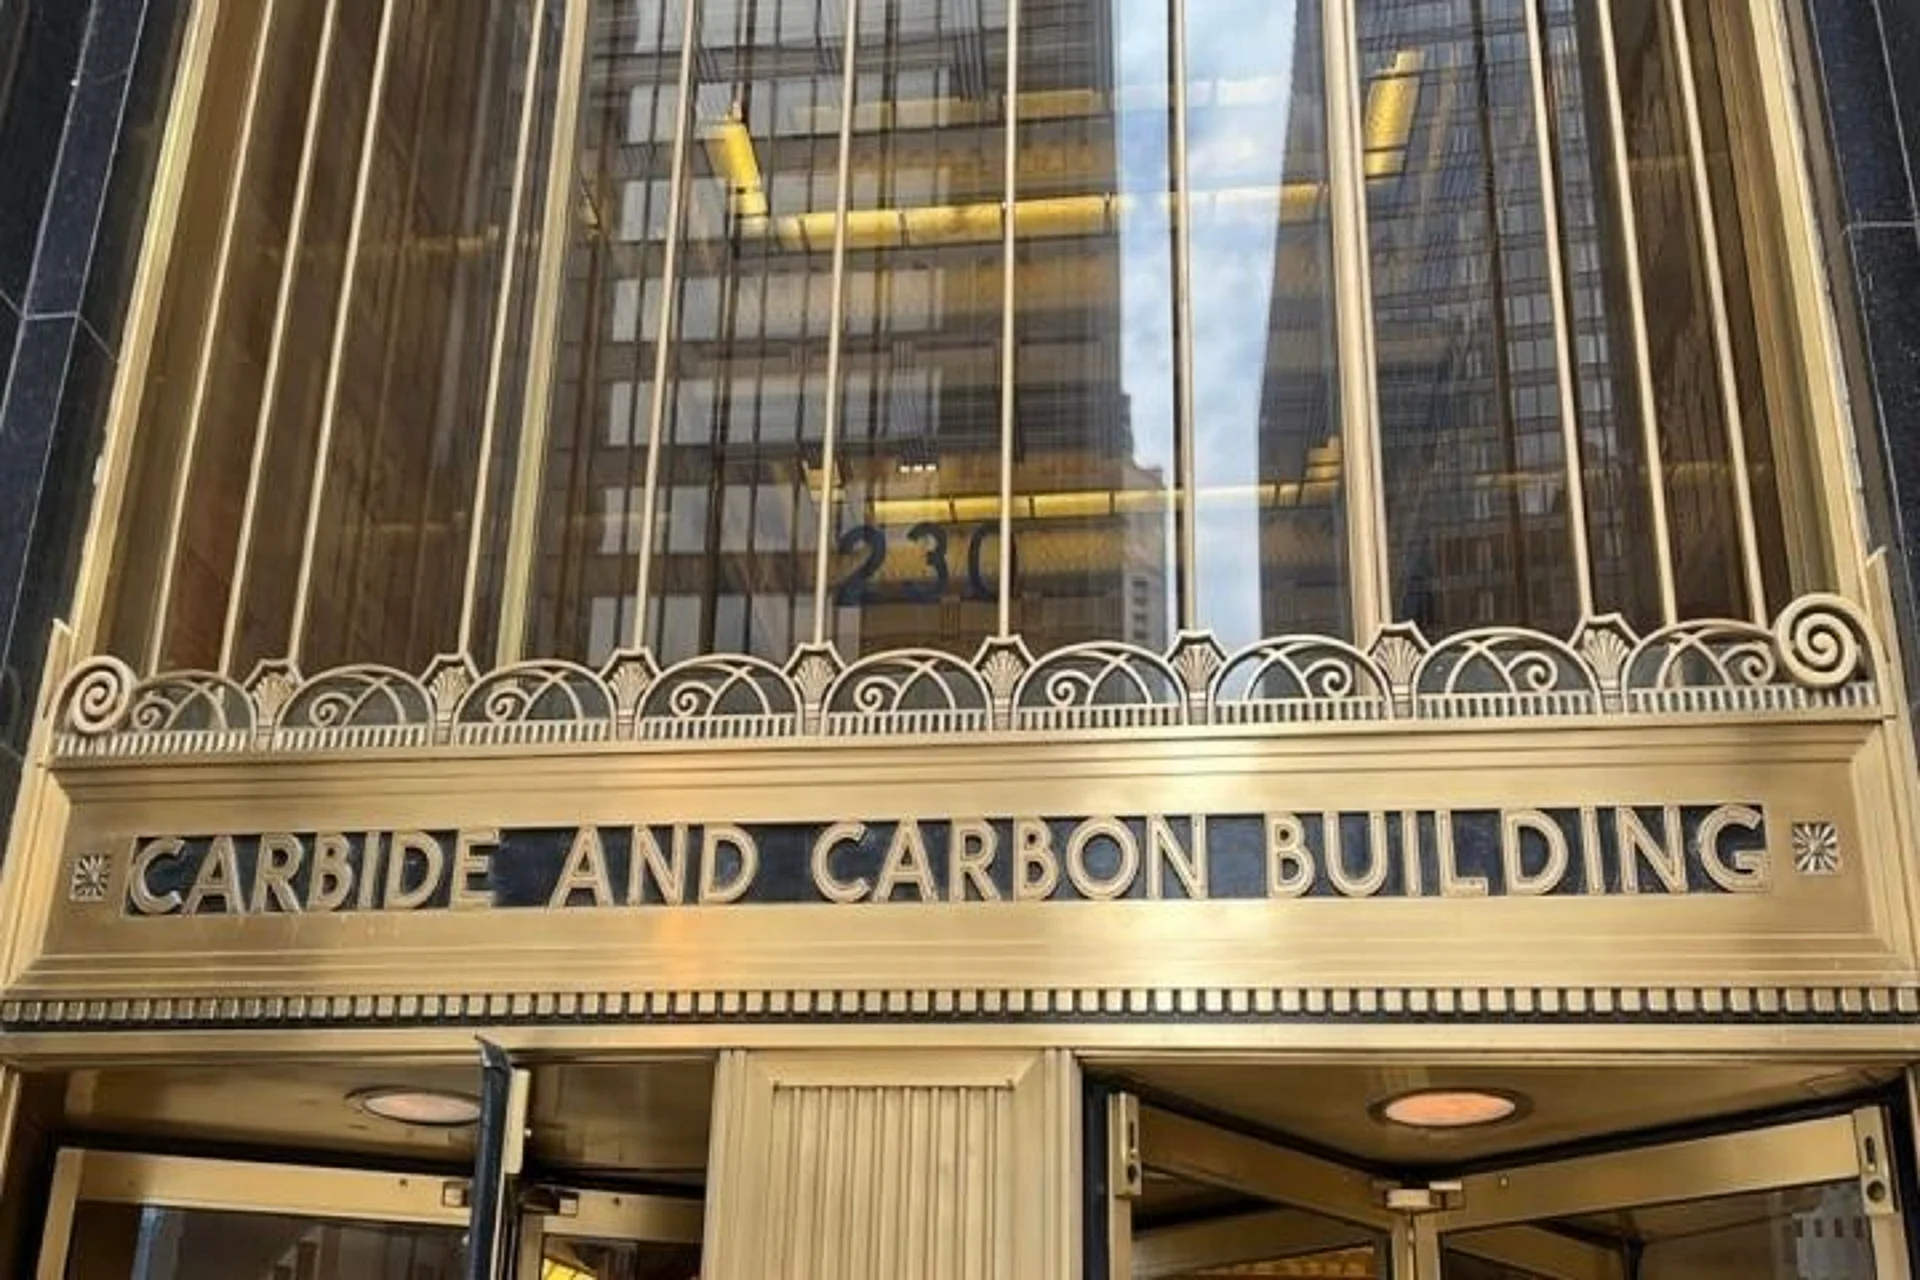 230
CARBIDE AND CARBON BUILDING